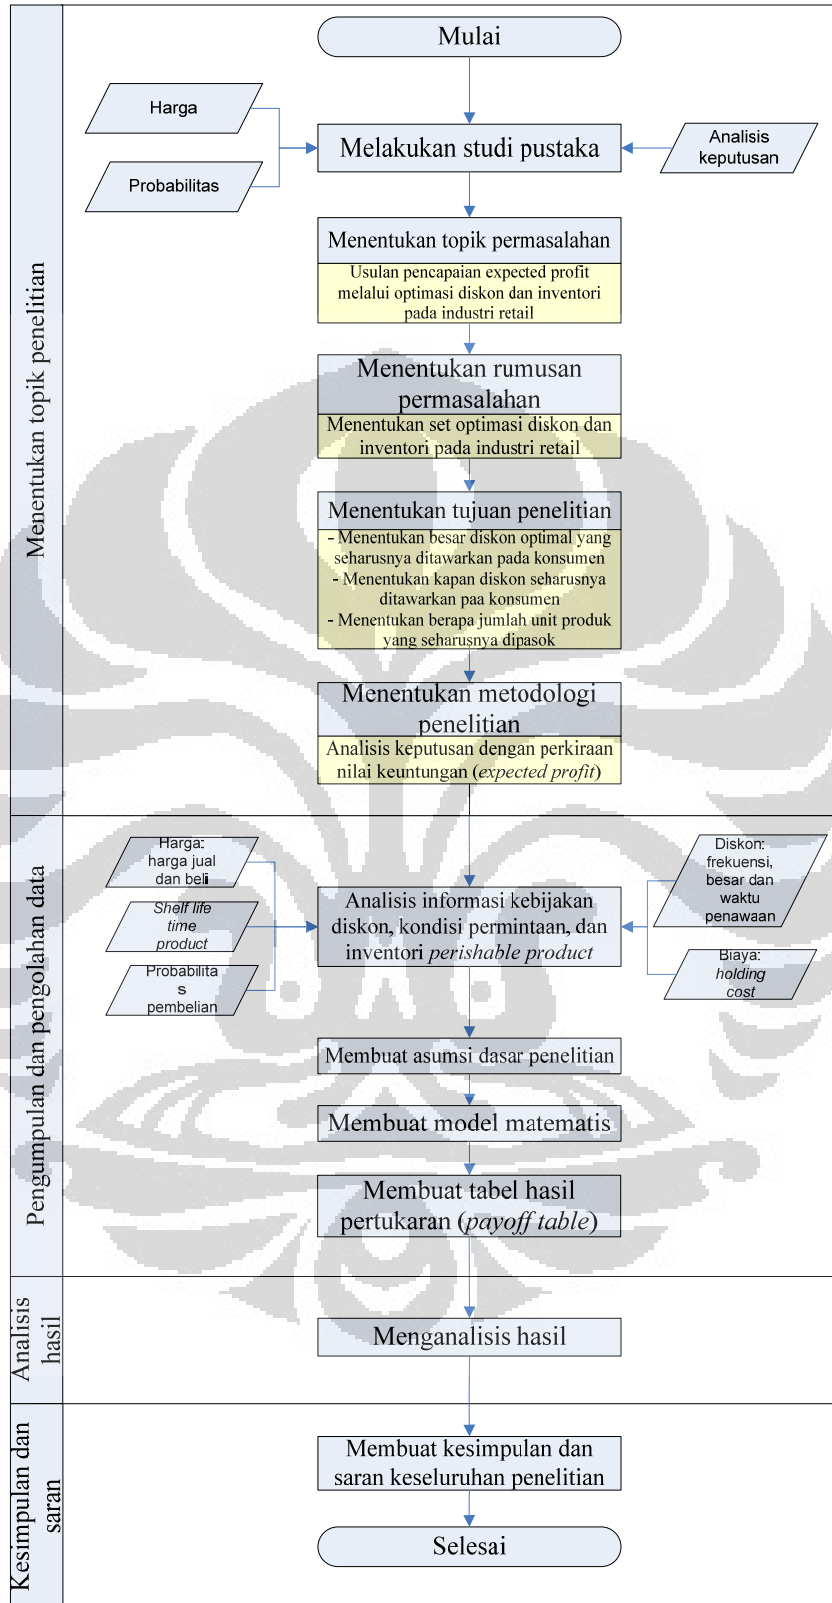 Menentukan topik penelitian
Mulai
Harga
Probabilitas
Melakukan studi pustaka
Analisis
keputusan
Menentukan topik permasalahan
Usulan pencapaian expected profit
melalui optimasi diskon dan inventori
pada industri retail
Menentukan rumusan
permasalahan
Menentukan set optimasi diskon dan
inventori pada industri retail
Menentukan tujuan penelitian
- Menentukan besar diskon optimal yang
seharusnya ditawarkan pada konsumen
- Menentukan kapan diskon seharusnya
ditawarkan paa konsumen
- Menentukan berapa jumlah unit produk
yang seharusnya dipasok
Menentukan metodologi
penelitian
Analisis keputusan dengan perkiraan
nilai keuntungan (expected profit)
Pengumpulan dan pengolahan data
Harga:
harga jual
dan beli
Shelf life
time
product
Probabilita
s
pembelian
Analisis informasi kebijakan
diskon, kondisi permintaan, dan
inventori perishable product
Diskon:
frekuensi,
besar dan
waktu
penawaan
Biaya:
holding
cost
Membuat asumsi dasar penelitian
Membuat model matematis
Membuat tabel hasil
pertukaran (payoff table)
Analisis
hasil
Menganalisis hasil
Kesimpulan dan
saran
Membuat kesimpulan dan
saran keseluruhan penelitian
Selesai